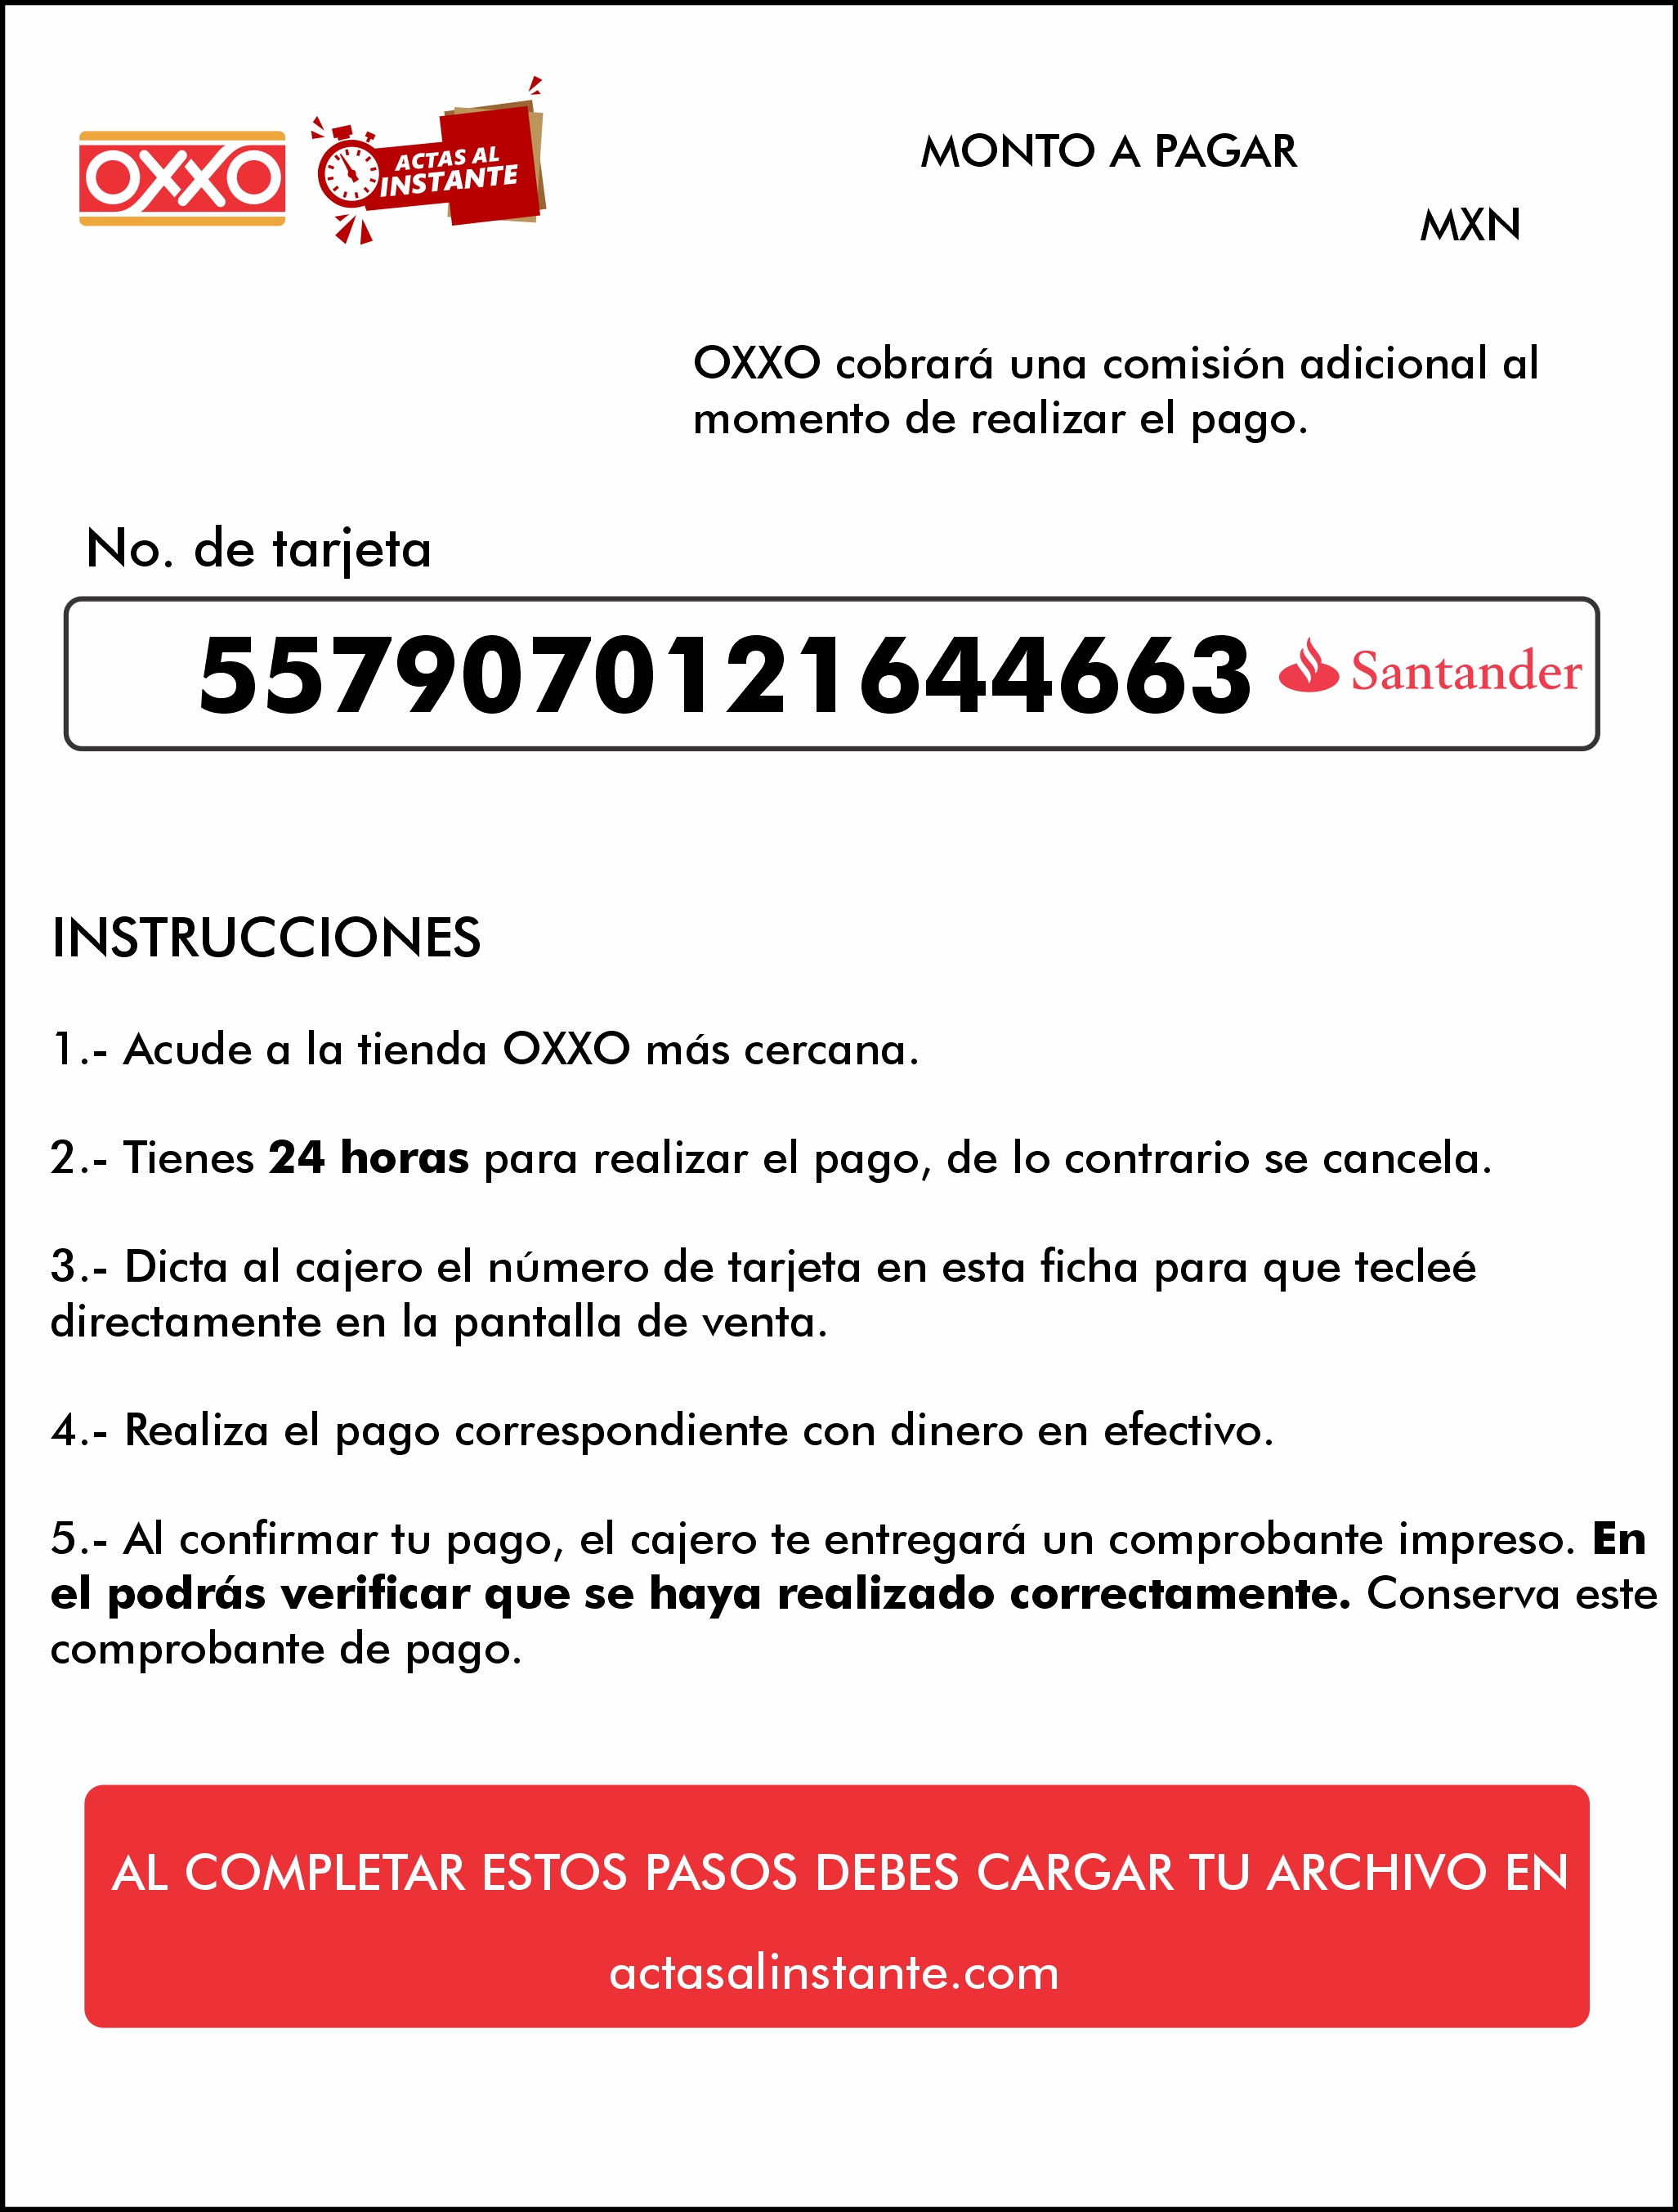 OXXO
ACTAS AL
INSTANTE
MONTO A PAGAR
MXN
OXXO cobrará una comisión adicional al
momento de realizar el pago.
No. de tarjeta
5579070121644663 Santander
INSTRUCCIONES
1.- Acude a la tienda OXXO más cercana.
2.- Tienes 24 horas para realizar el pago, de lo contrario se cancela.
3.- Dicta al cajero el número de tarjeta en esta ficha para que tecleé
directamente en la pantalla de venta.
4.- Realiza el pago correspondiente con dinero en efectivo.
5.- Al confirmar tu pago, el cajero te entregará un comprobante impreso. En
el podrás verificar que se haya realizado correctamente. Conserva este
comprobante de pago.
AL COMPLETAR ESTOS PASOS DEBES CARGAR TU ARCHIVO EN
actasalinstante.com